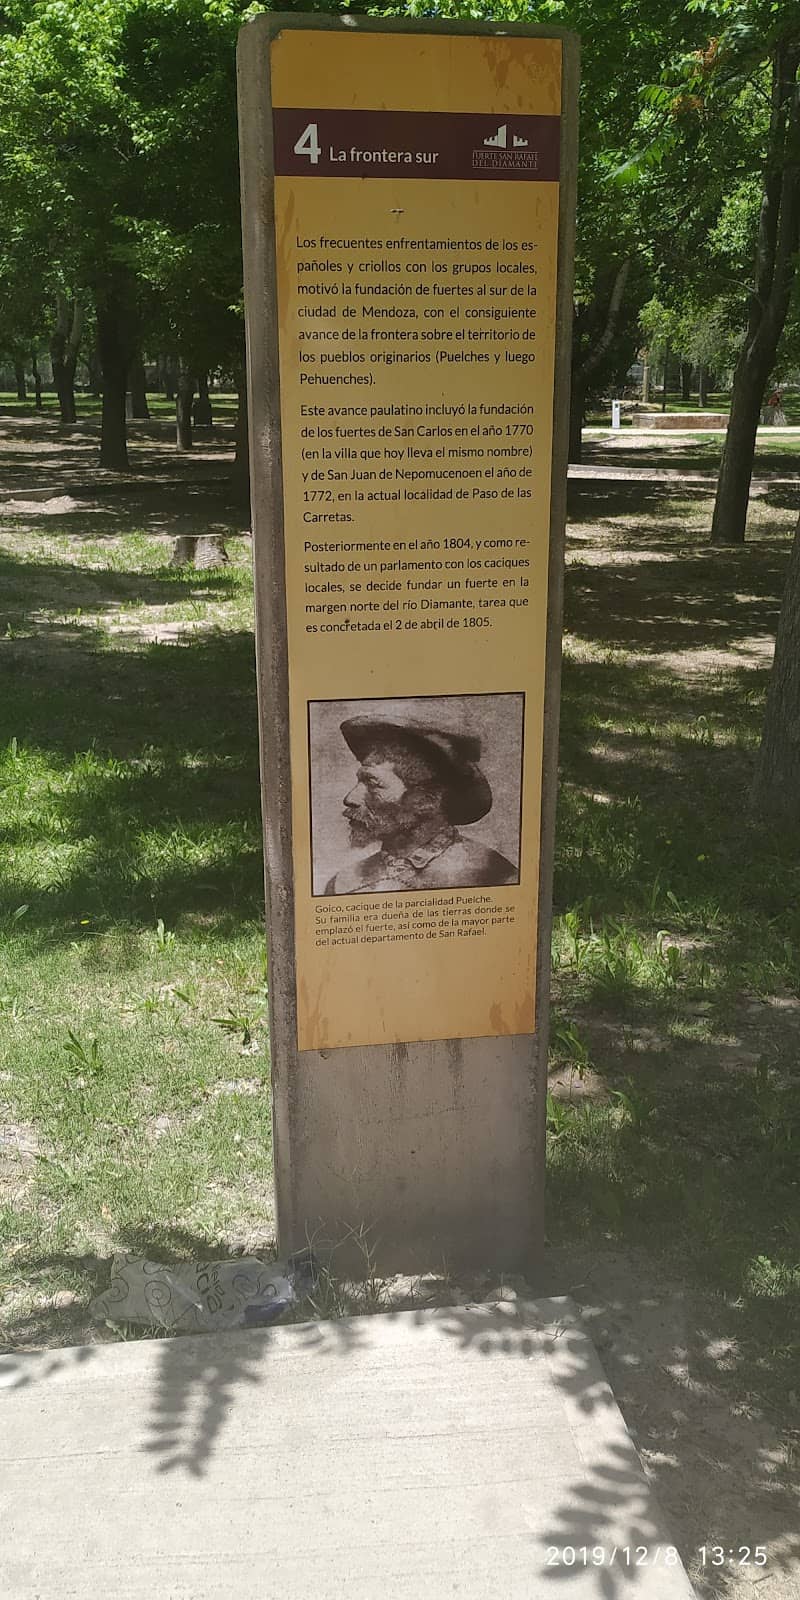 4 La frontera sur
FUERTE SAN RAFAEL
DEL DIAMANTE
Los frecuentes enfrentamientos de los es-
pañoles y criollos con los grupos locales,
motivó la fundación de fuertes al sur de la
ciudad de Mendoza, con el consiguiente
avance de la frontera sobre el territorio de
los pueblos originarios (Puelches y luego
Pehuenches).
Este avance paulatino incluyó la fundación
de los fuertes de San Carlos en el año 1770
(en la villa que hoy lleva el mismo nombre)
y de San Juan de Nepomucenoen el año de
1772, en la actual localidad de Paso de las
Carretas.
Posteriormente en el año 1804, y como re-
sultado de un parlamento con los caciques
locales, se decide fundar un fuerte en la
margen norte del río Diamante, tarea que
es concretada el 2 de abril de 1805.
Goico, cacique de la parcialidad Puelche.
Su familia era dueña de las tierras donde se
emplazó el fuerte, así como de la mayor parte
del actual departamento de San Rafael.
2019/12/8 13:25